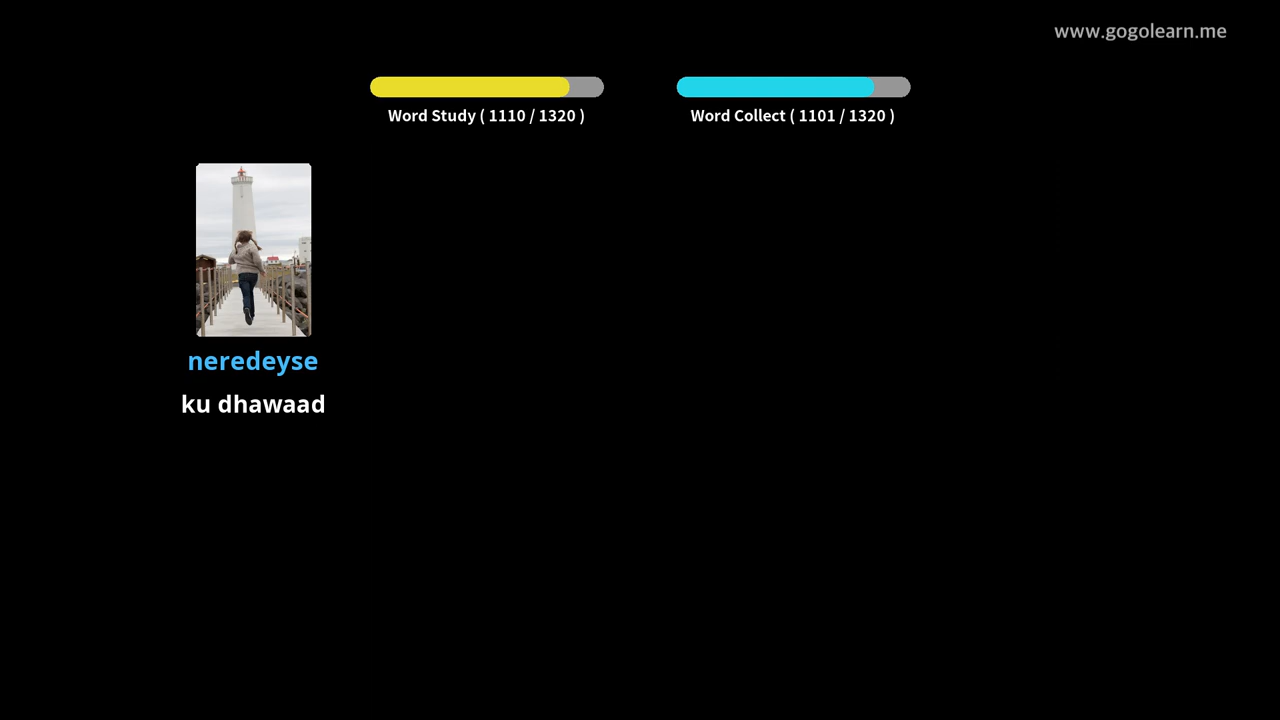 www.gogolearn.me
Word Study ( 1110 / 1320 )
Word Collect ( 1101 / 1320 )
neredeyse
ku dhawaad